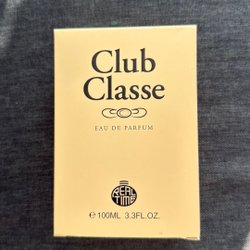 Club
Classe
EAU DE PARFUM
REAL
TIME
℮ 100ML 3.3FL.OZ.